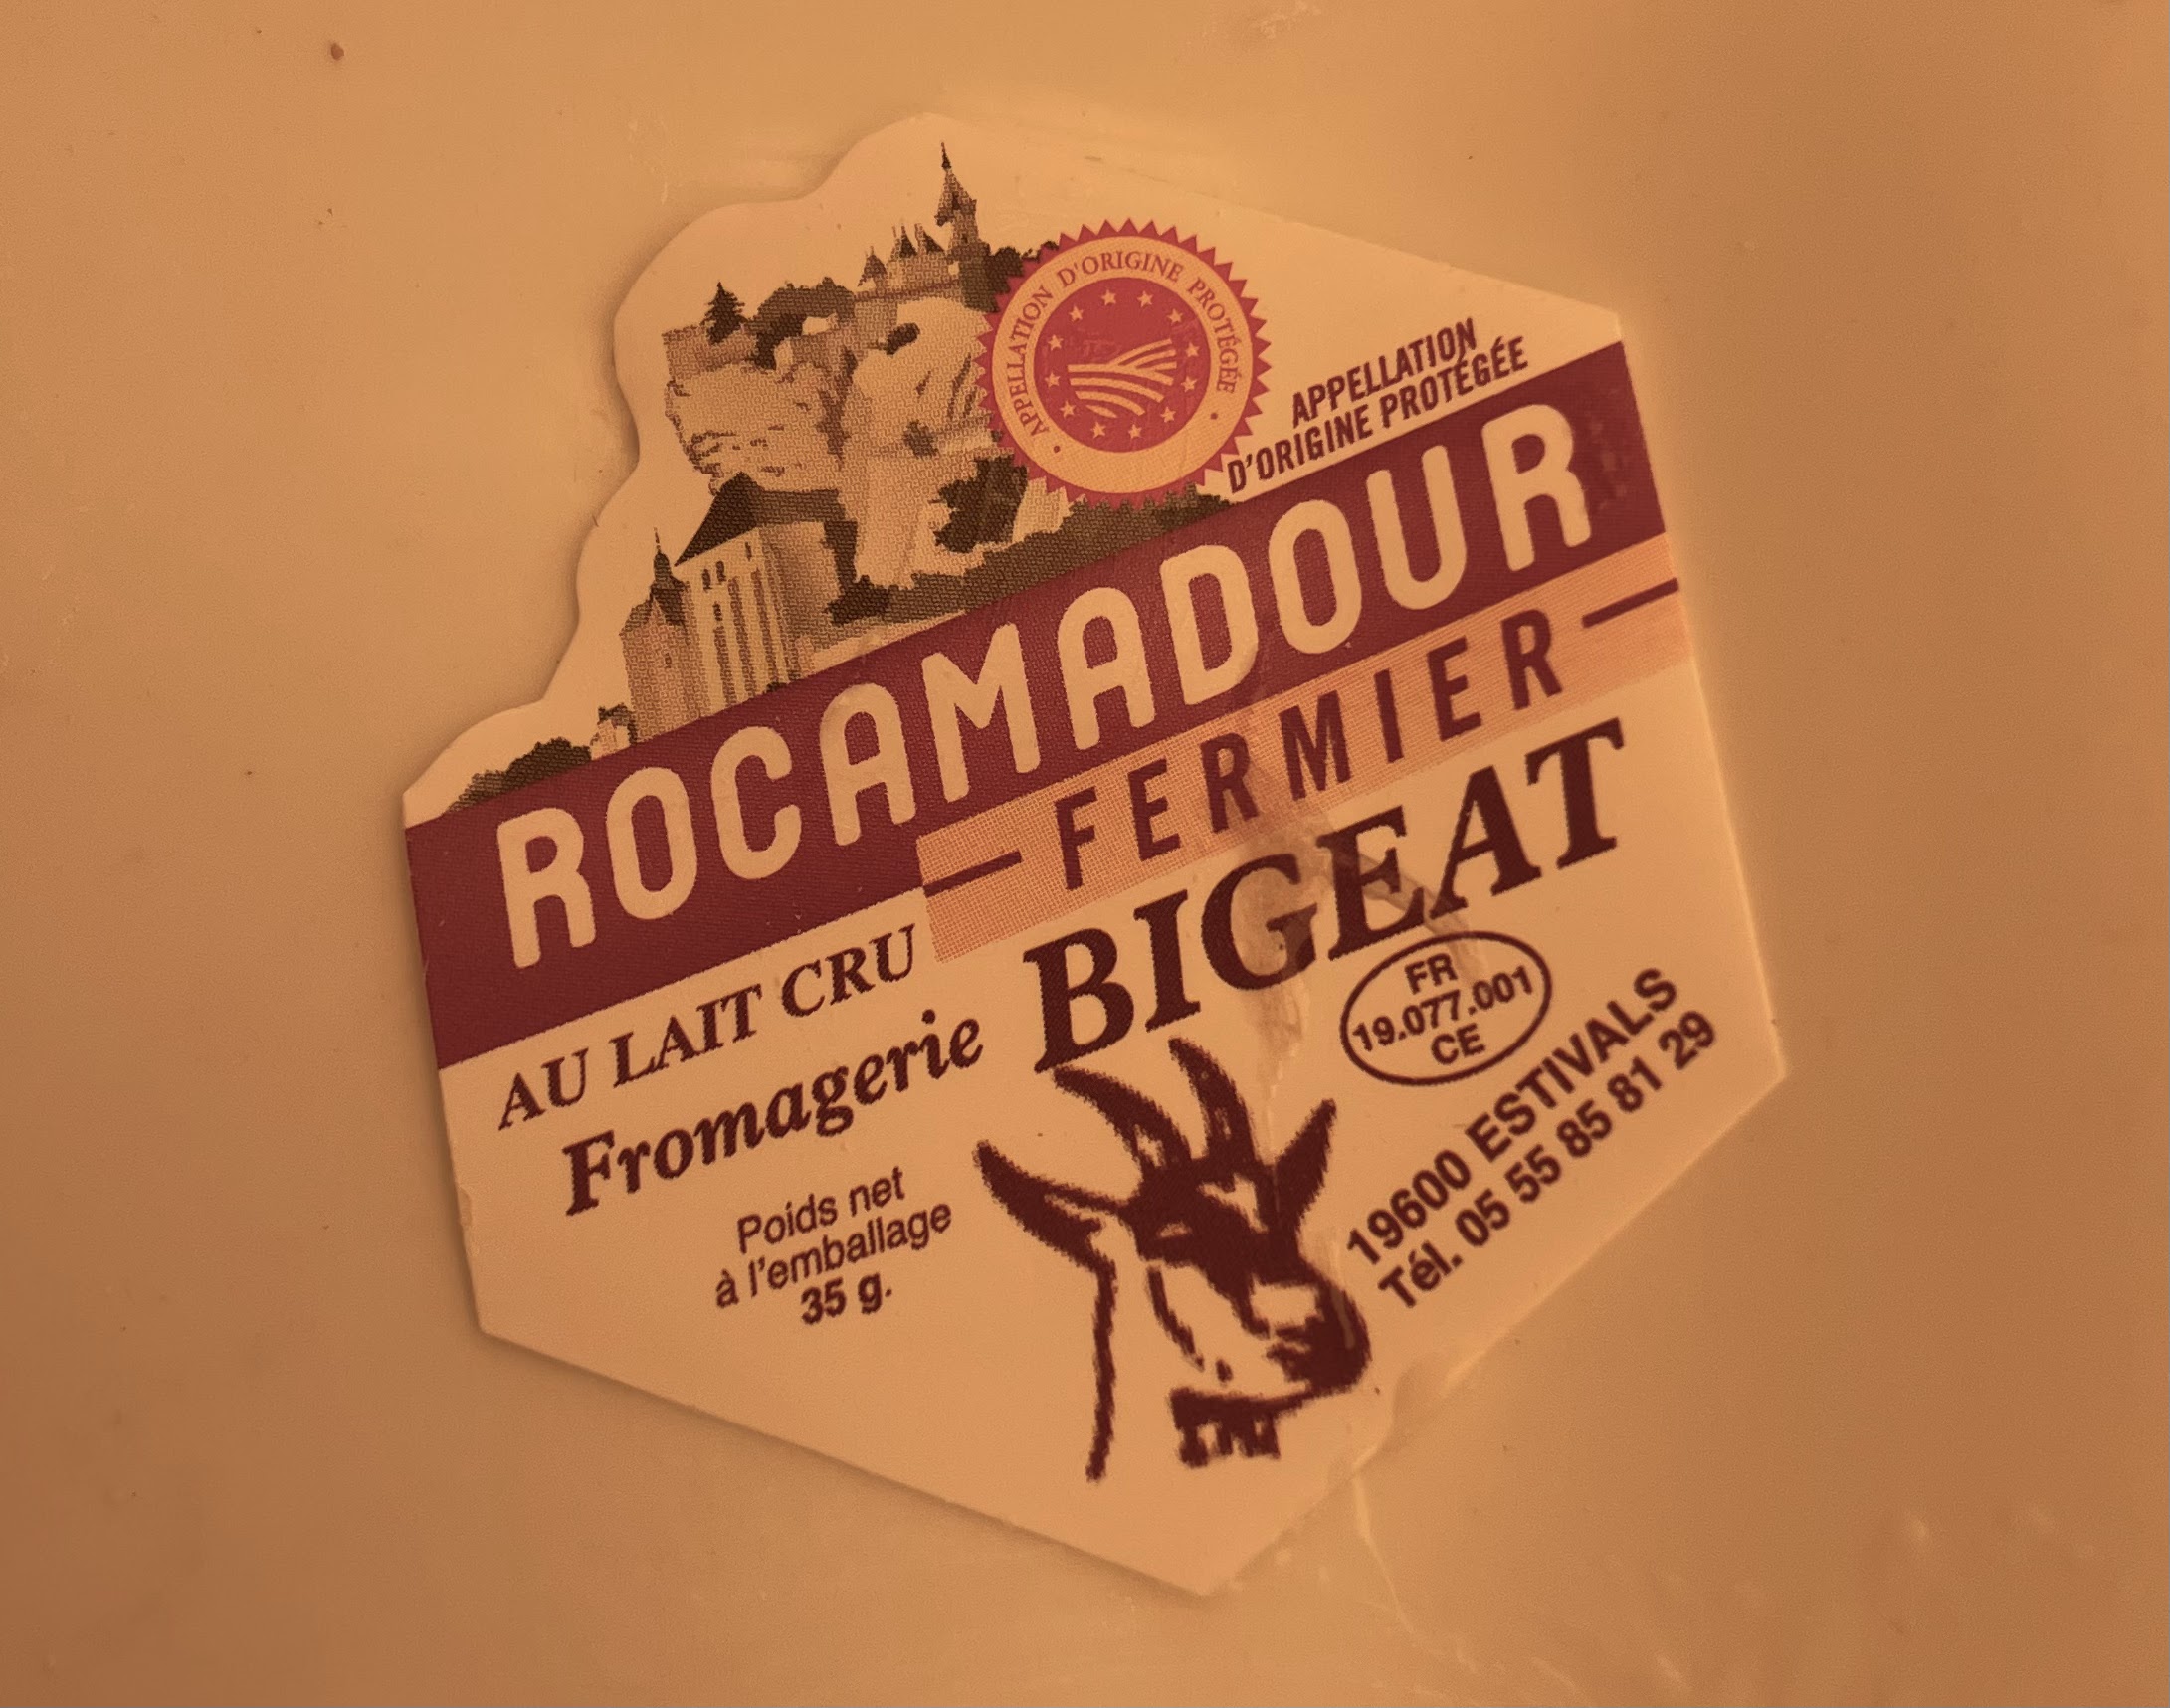 APPELLATION D'ORIGINE PROTÉGÉE
APPELLATION
D'ORIGINE PROTÉGÉE
ROCAMADOUR
FERMIER
AU LAIT CRU
Fromagerie BIGEAT
FR
19.077.001
CE
Poids net
à l'emballage
35 g.
19600 ESTIVALS
Tél. 05 55 85 81 29